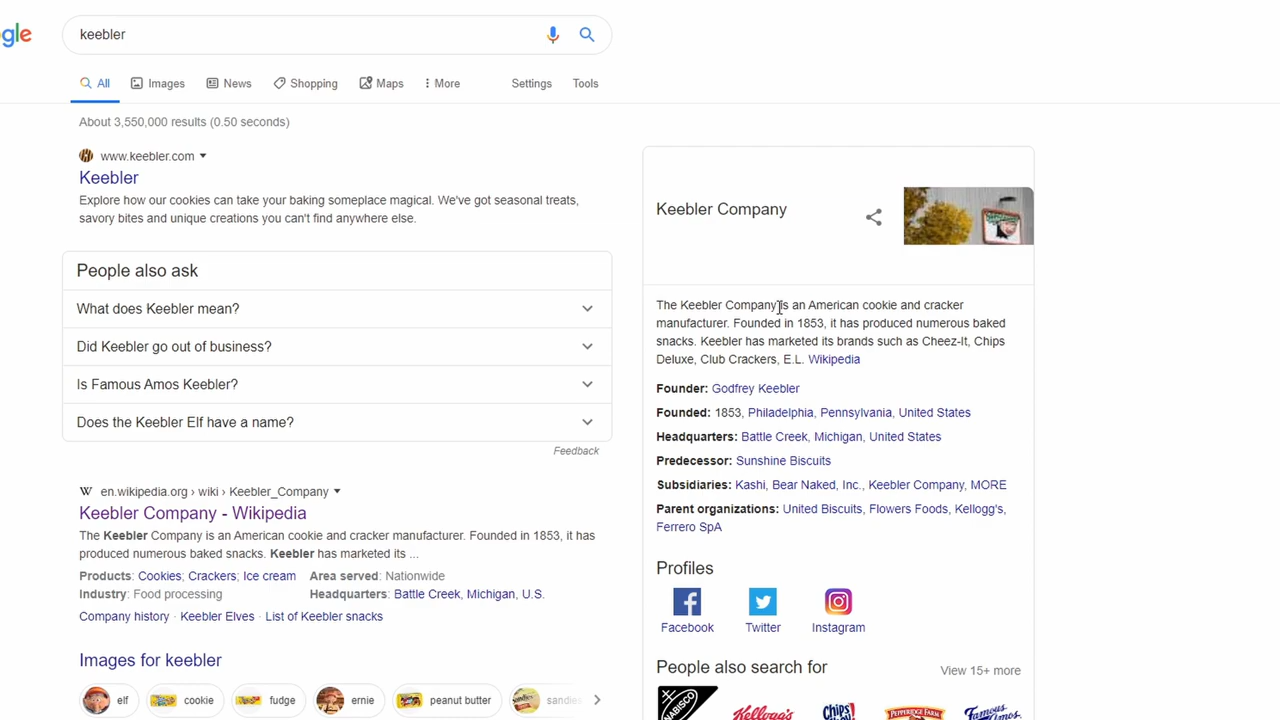 gle
keebler
All Images News Shopping Maps More Settings Tools
About 3,550,000 results (0.50 seconds)
www.keebler.com
Keebler
Explore how our cookies can take your baking someplace magical. We've got seasonal treats,
savory bites and unique creations you can't find anywhere else.
People also ask
What does Keebler mean?
Did Keebler go out of business?
Is Famous Amos Keebler?
Does the Keebler Elf have a name?
Feedback
W en.wikipedia.org › wiki › Keebler_Company
Keebler Company - Wikipedia
The Keebler Company is an American cookie and cracker manufacturer. Founded in 1853, it has
produced numerous baked snacks. Keebler has marketed its ...
Products: Cookies; Crackers; Ice cream Area served: Nationwide
Industry: Food processing Headquarters: Battle Creek, Michigan, U.S.
Company history · Keebler Elves · List of Keebler snacks
Images for keebler
elf cookie fudge ernie peanut butter sandies
Keebler Company
The Keebler Company is an American cookie and cracker
manufacturer. Founded in 1853, it has produced numerous baked
snacks. Keebler has marketed its brands such as Cheez-It, Chips
Deluxe, Club Crackers, E.L. Wikipedia
Founder: Godfrey Keebler
Founded: 1853, Philadelphia, Pennsylvania, United States
Headquarters: Battle Creek, Michigan, United States
Predecessor: Sunshine Biscuits
Subsidiaries: Kashi, Bear Naked, Inc., Keebler Company, MORE
Parent organizations: United Biscuits, Flowers Foods, Kellogg's,
Ferrero SpA
Profiles
Facebook Twitter Instagram
People also search for View 15+ more
NABISCO Kellogg's Chips PEPPERIDGE FARM Famous